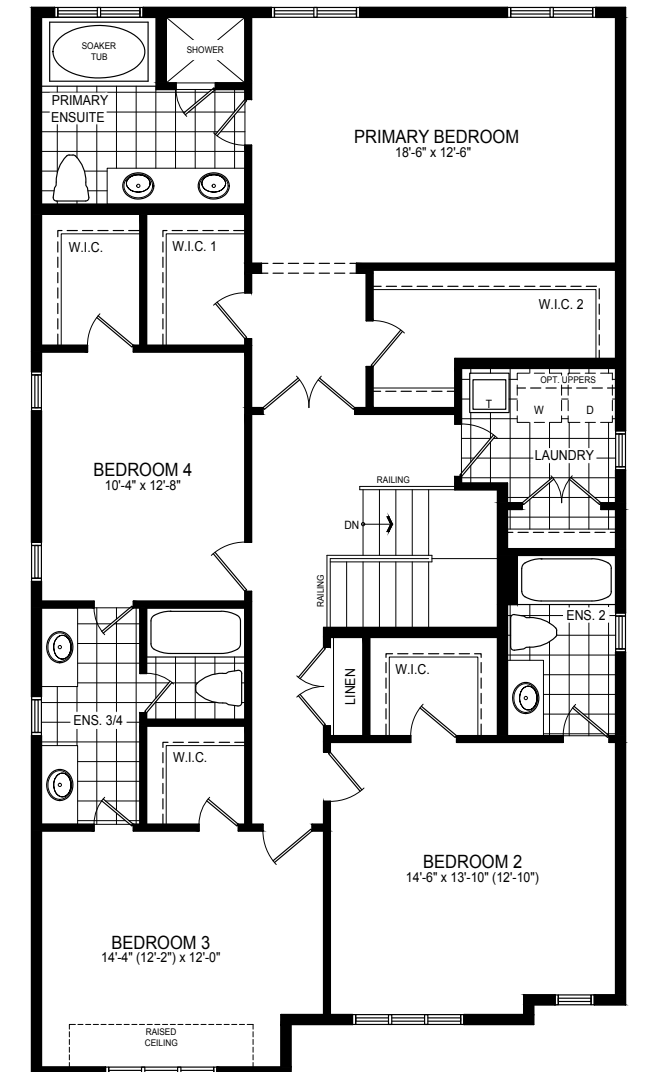 SOAKER
TUB
SHOWER
PRIMARY
ENSUITE
PRIMARY BEDROOM
18'-6" x 12'-6"
W.I.C.
W.I.C. 1
W.I.C. 2
OPT. UPPERS
T
W
D
LAUNDRY
BEDROOM 4
10'-4" x 12'-8"
RAILING
DN
RAILING
ENS. 2
LINEN
W.I.C.
ENS. 3/4
W.I.C.
BEDROOM 2
14'-6" x 13'-10" (12'-10")
BEDROOM 3
14'-4" (12'-2") x 12'-0"
RAISED
CEILING